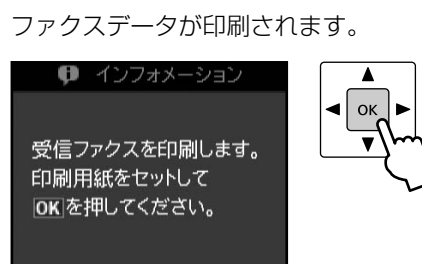 ファクスデータが印刷されます。
インフォメーション
受信ファクスを印刷します。
印刷用紙をセットして
OKを押してください。
OK